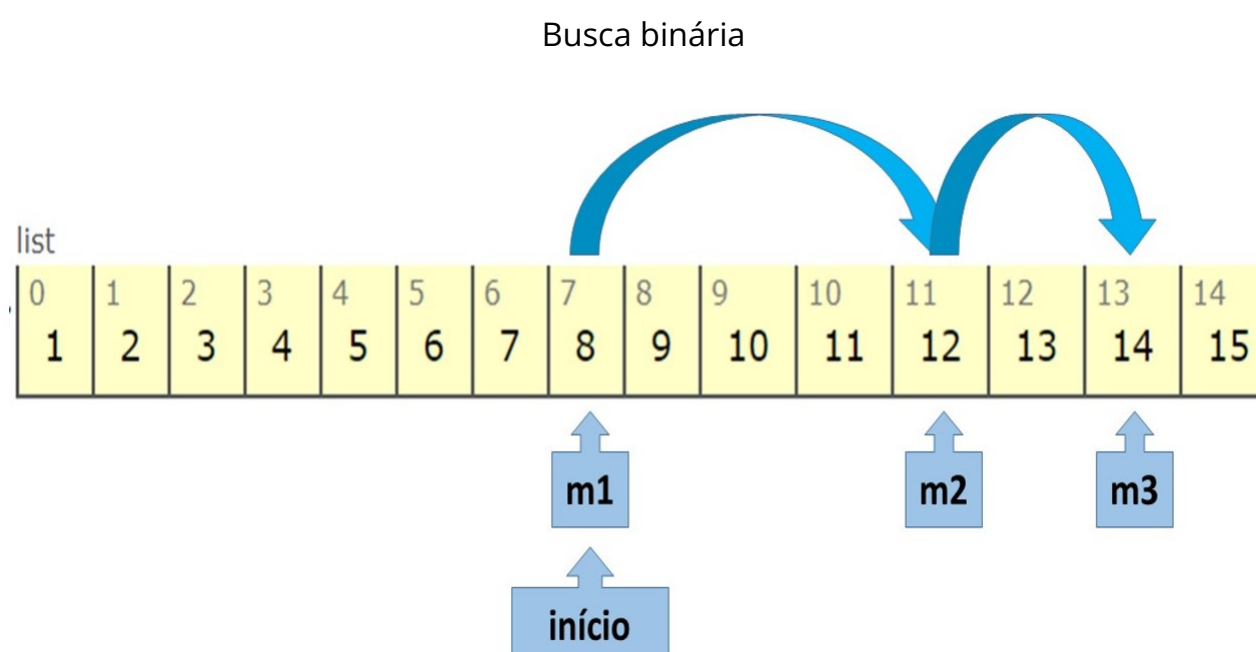 Busca binária
list
0 1 2 3 4 5 6 7 8 9 10 11 12 13 14
1 2 3 4 5 6 7 8 9 10 11 12 13 14 15
m1 m2 m3
início